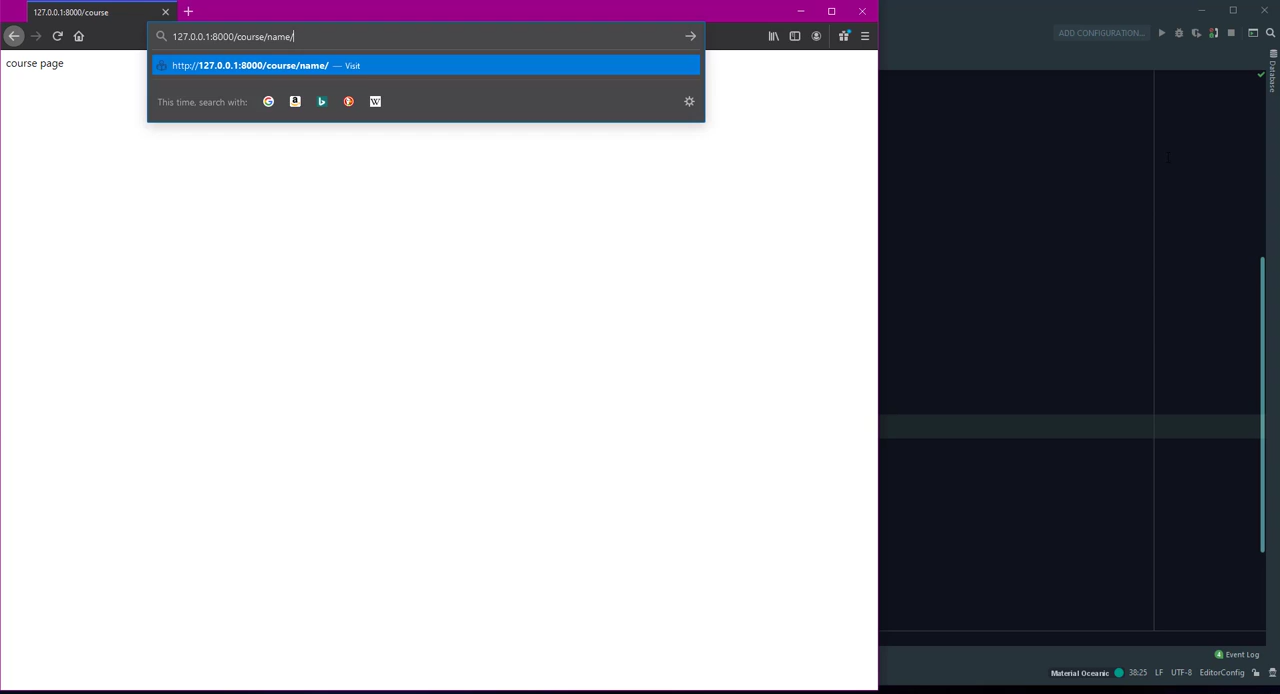 127.0.0.1:8000/course
127.0.0.1:8000/course/name/
ADD CONFIGURATION...
course page
http://127.0.0.1:8000/course/name/ — Visit
This time, search with:
Database
4 Event Log
Material Oceanic 38:25 LF UTF-8 EditorConfig